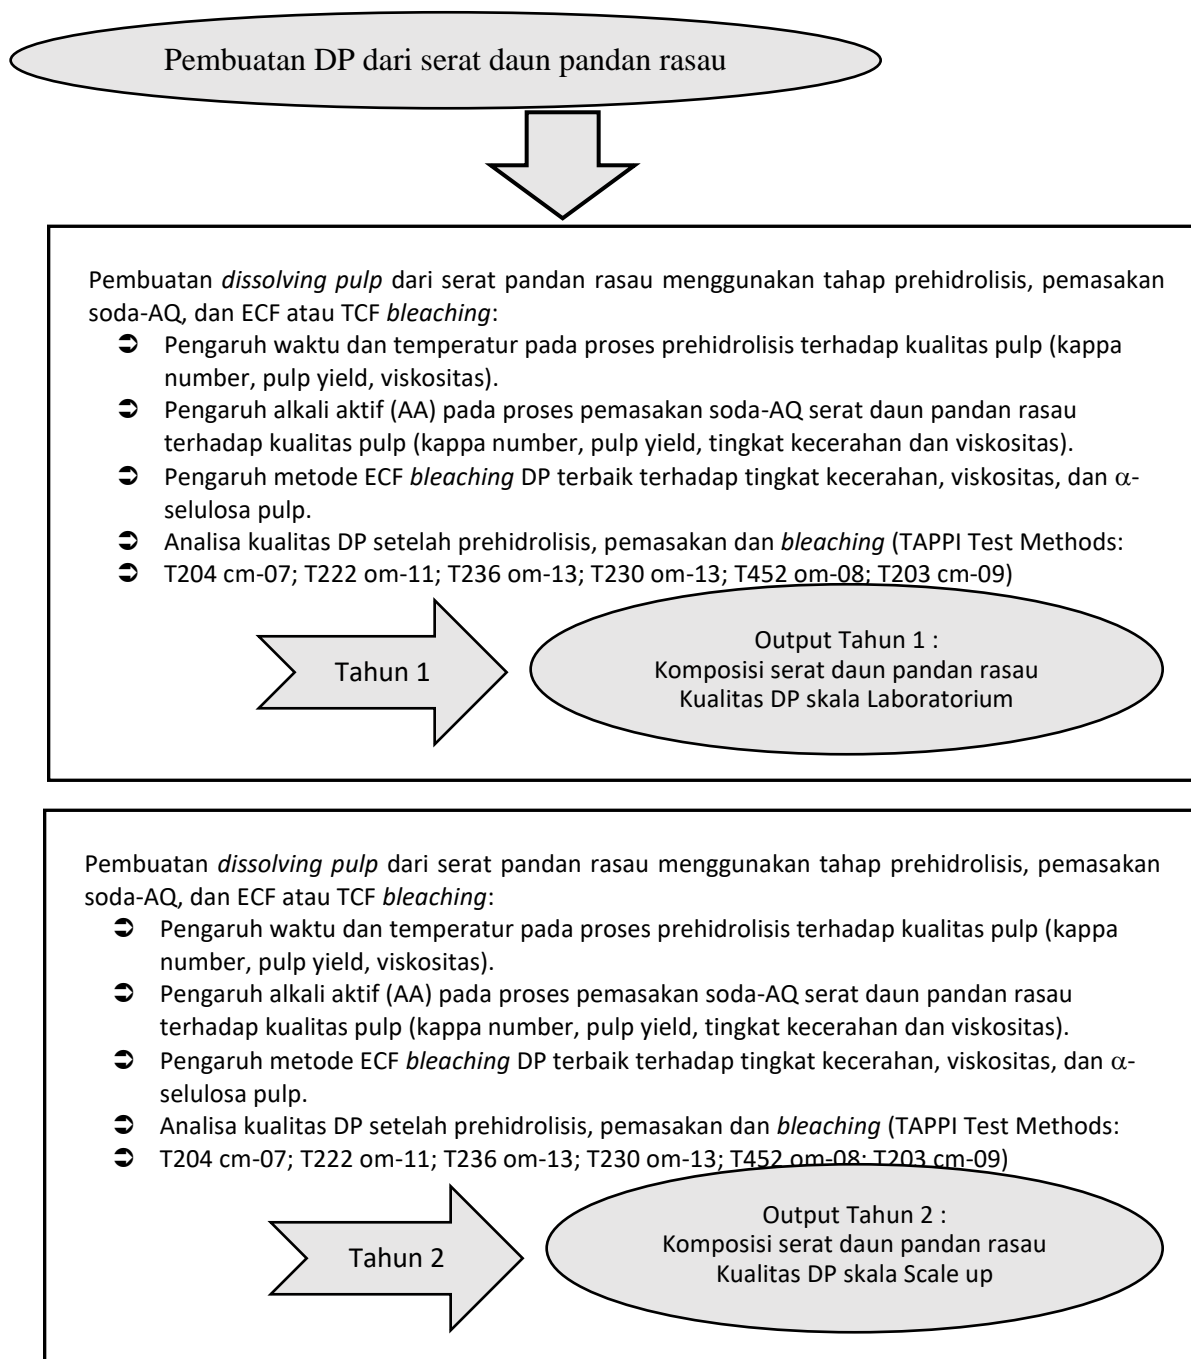 Pembuatan DP dari serat daun pandan rasau
Pembuatan dissolving pulp dari serat pandan rasau menggunakan tahap prehidrolisis, pemasakan
soda-AQ, dan ECF atau TCF bleaching:
➲ Pengaruh waktu dan temperatur pada proses prehidrolisis terhadap kualitas pulp (kappa
number, pulp yield, viskositas).
➲ Pengaruh alkali aktif (AA) pada proses pemasakan soda-AQ serat daun pandan rasau
terhadap kualitas pulp (kappa number, pulp yield, tingkat kecerahan dan viskositas).
➲ Pengaruh metode ECF bleaching DP terbaik terhadap tingkat kecerahan, viskositas, dan α-
selulosa pulp.
➲ Analisa kualitas DP setelah prehidrolisis, pemasakan dan bleaching (TAPPI Test Methods:
➲ T204 cm-07; T222 om-11; T236 om-13; T230 om-13; T452 om-08; T203 cm-09)
Tahun 1
Output Tahun 1 :
Komposisi serat daun pandan rasau
Kualitas DP skala Laboratorium
Pembuatan dissolving pulp dari serat pandan rasau menggunakan tahap prehidrolisis, pemasakan
soda-AQ, dan ECF atau TCF bleaching:
➲ Pengaruh waktu dan temperatur pada proses prehidrolisis terhadap kualitas pulp (kappa
number, pulp yield, viskositas).
➲ Pengaruh alkali aktif (AA) pada proses pemasakan soda-AQ serat daun pandan rasau
terhadap kualitas pulp (kappa number, pulp yield, tingkat kecerahan dan viskositas).
➲ Pengaruh metode ECF bleaching DP terbaik terhadap tingkat kecerahan, viskositas, dan α-
selulosa pulp.
➲ Analisa kualitas DP setelah prehidrolisis, pemasakan dan bleaching (TAPPI Test Methods:
➲ T204 cm-07; T222 om-11; T236 om-13; T230 om-13; T452 om-08; T203 cm-09)
Tahun 2
Output Tahun 2 :
Komposisi serat daun pandan rasau
Kualitas DP skala Scale up